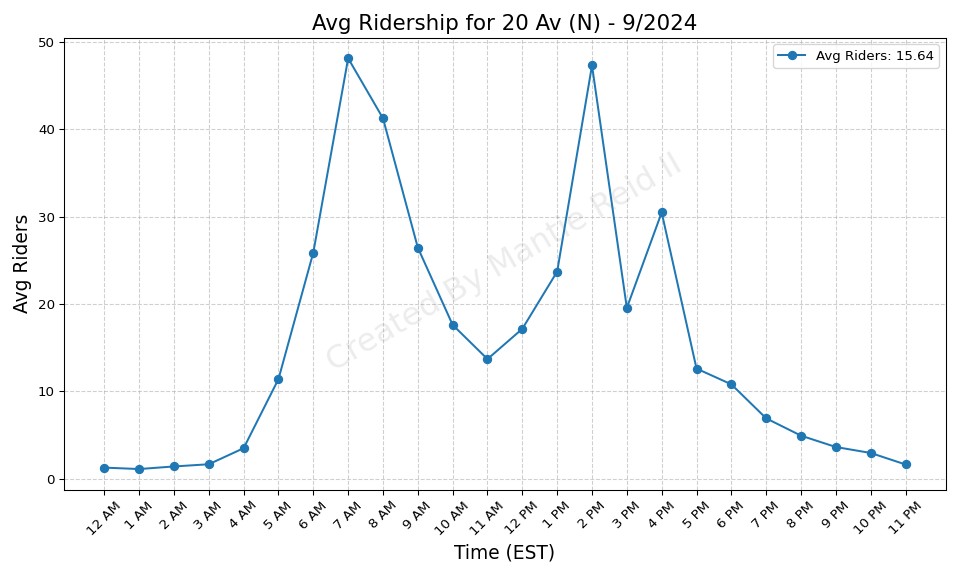 Avg Ridership for 20 Av (N) - 9/2024
Avg Riders: 15.64
50
40
30
20
10
0
Avg Riders
Created By Mantle Reid II
12 AM
1 AM
2 AM
3 AM
4 AM
5 AM
6 AM
7 AM
8 AM
9 AM
10 AM
11 AM
12 PM
1 PM
2 PM
3 PM
4 PM
5 PM
6 PM
7 PM
8 PM
9 PM
10 PM
11 PM
Time (EST)